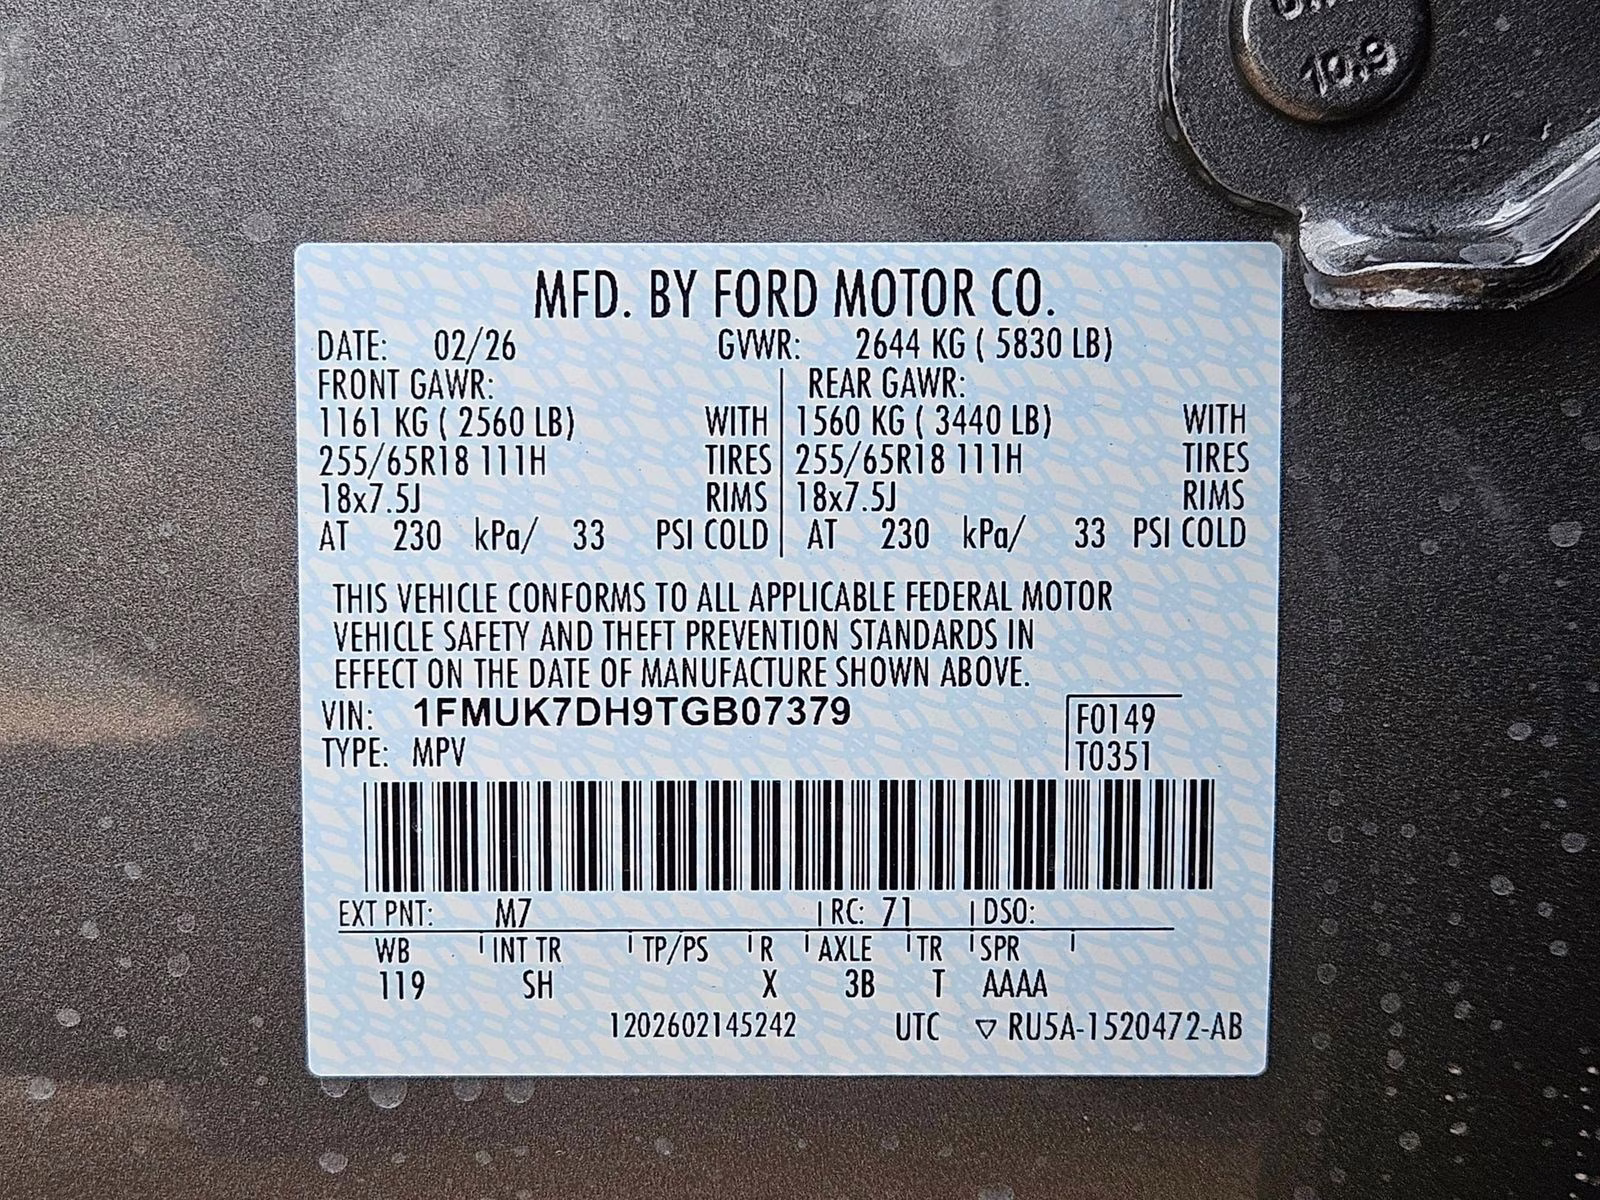 10.9
MFD. BY FORD MOTOR CO.
DATE: 02/26 GVWR: 2644 KG ( 5830 LB)
FRONT GAWR: REAR GAWR:
1161 KG ( 2560 LB) WITH 1560 KG ( 3440 LB) WITH
255/65R18 111H TIRES 255/65R18 111H TIRES
18x7.5J RIMS 18x7.5J RIMS
AT 230 kPa/ 33 PSI COLD AT 230 kPa/ 33 PSI COLD
THIS VEHICLE CONFORMS TO ALL APPLICABLE FEDERAL MOTOR
VEHICLE SAFETY AND THEFT PREVENTION STANDARDS IN
EFFECT ON THE DATE OF MANUFACTURE SHOWN ABOVE.
VIN: 1FMUK7DH9TGB07379 F0149
TYPE: MPV T0351
EXT PNT: M7 RC: 71 DSO:
WB INT TR TP/PS R AXLE TR SPR
119 SH X 3B T AAAA
1202602145242 UTC ▽ RU5A-1520472-AB